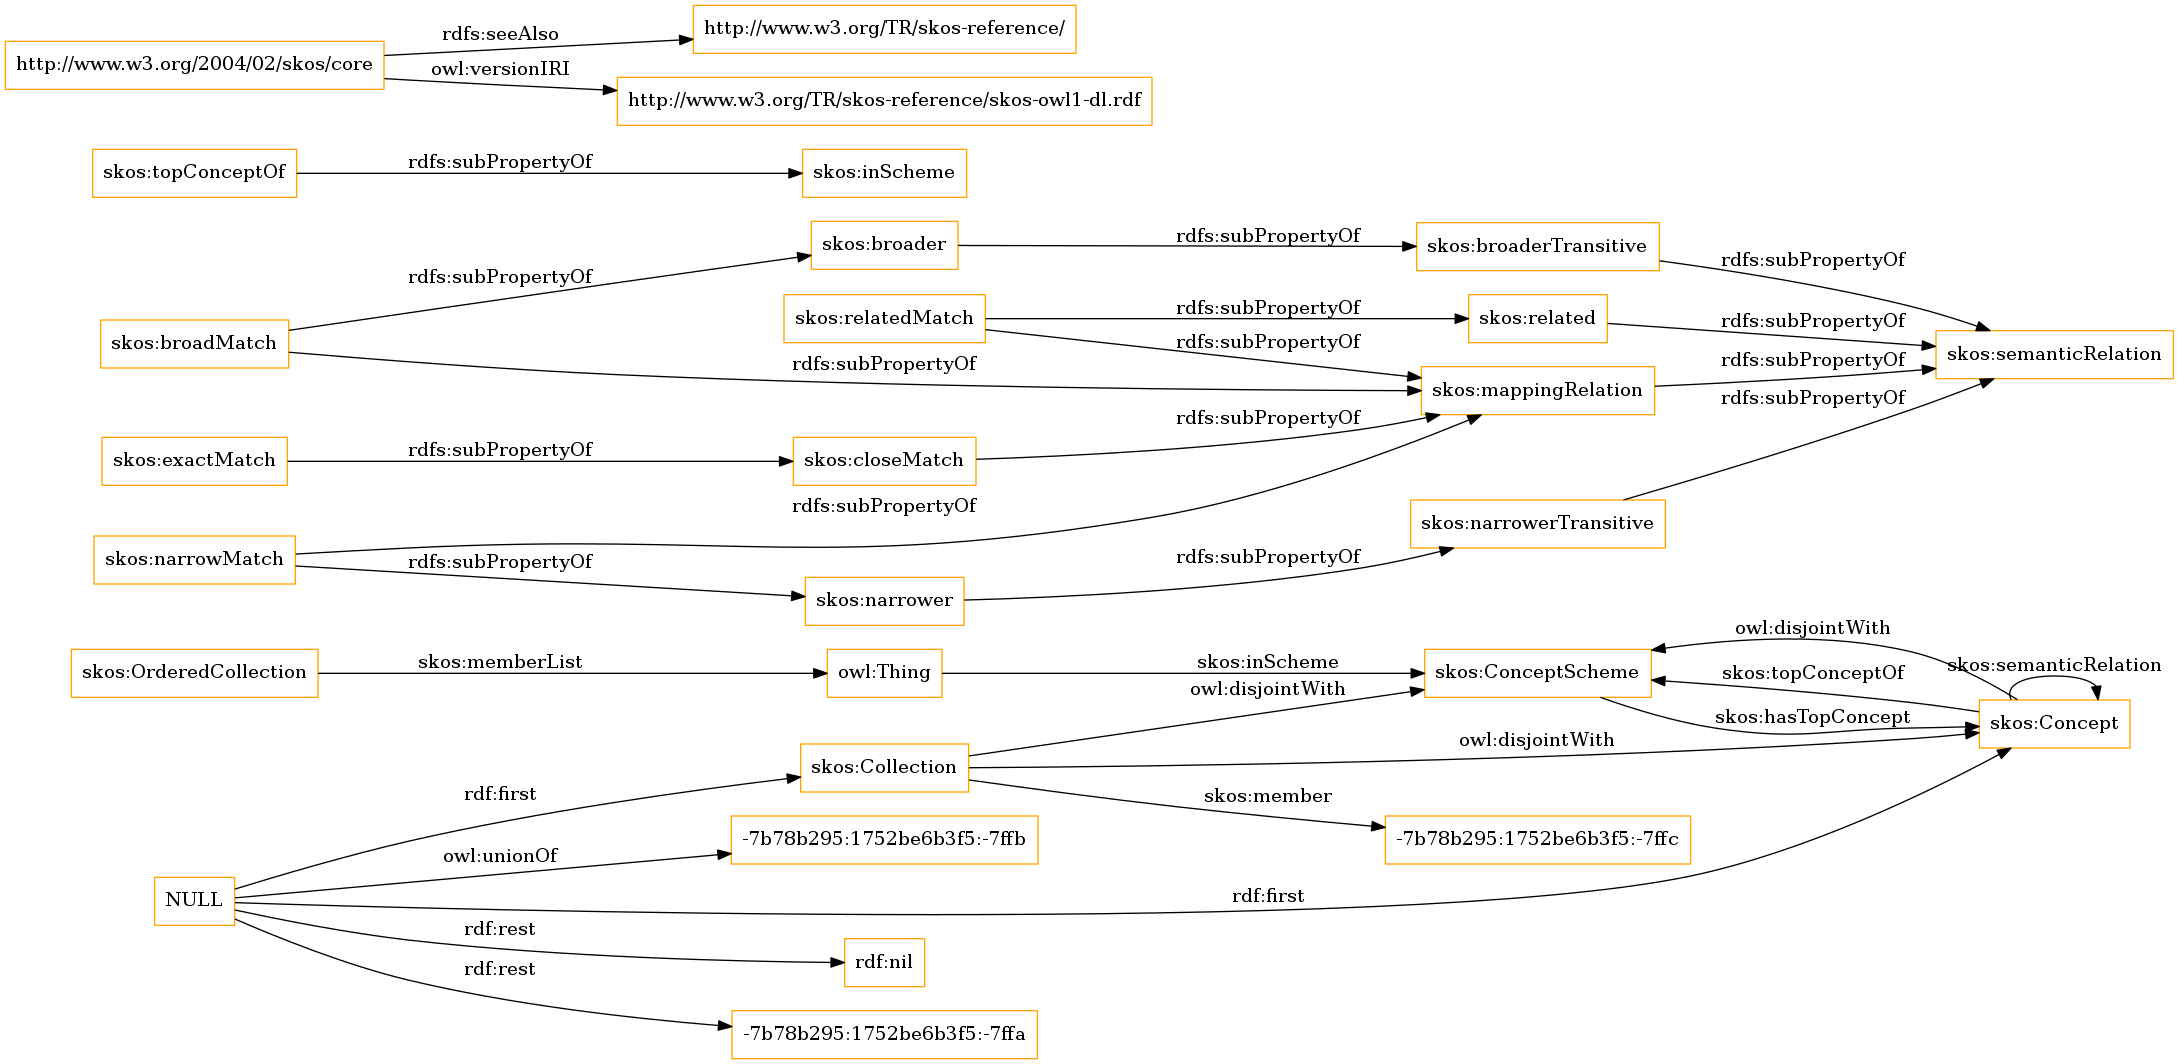 http://www.w3.org/2004/02/skos/core
rdfs:seeAlso
http://www.w3.org/TR/skos-reference/
owl:versionIRI
http://www.w3.org/TR/skos-reference/skos-owl1-dl.rdf
skos:topConceptOf
rdfs:subPropertyOf
skos:inScheme
skos:broadMatch
rdfs:subPropertyOf
skos:broader
rdfs:subPropertyOf
skos:broaderTransitive
rdfs:subPropertyOf
rdfs:subPropertyOf
skos:relatedMatch
rdfs:subPropertyOf
skos:related
rdfs:subPropertyOf
rdfs:subPropertyOf
skos:mappingRelation
rdfs:subPropertyOf
skos:semanticRelation
skos:exactMatch
rdfs:subPropertyOf
skos:closeMatch
rdfs:subPropertyOf
rdfs:subPropertyOf
skos:narrowMatch
rdfs:subPropertyOf
rdfs:subPropertyOf
skos:narrower
rdfs:subPropertyOf
skos:narrowerTransitive
skos:OrderedCollection
skos:memberList
owl:Thing
skos:inScheme
skos:ConceptScheme
owl:disjointWith
skos:topConceptOf
skos:semanticRelation
skos:hasTopConcept
skos:Concept
owl:disjointWith
owl:disjointWith
skos:Collection
skos:member
-7b78b295:1752be6b3f5:-7ffc
NULL
rdf:first
owl:unionOf
-7b78b295:1752be6b3f5:-7ffb
rdf:first
rdf:rest
rdf:nil
rdf:rest
-7b78b295:1752be6b3f5:-7ffa